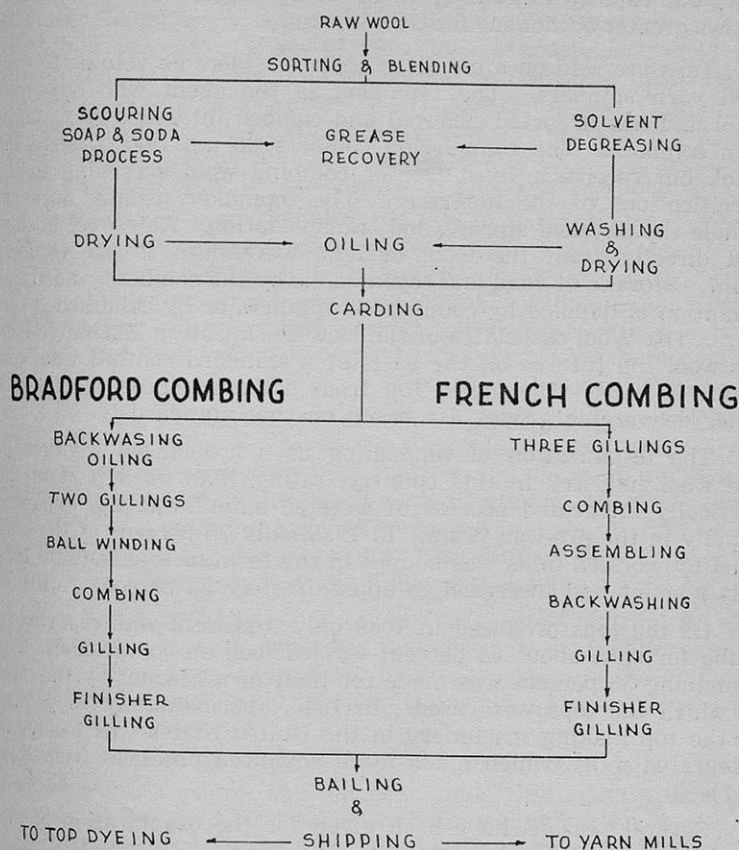 RAW WOOL
SORTING & BLENDING
SCOURING
SOAP & SODA
PROCESS
GREASE
RECOVERY
SOLVENT
DEGREASING
DRYING
OILING
WASHING
&
DRYING
CARDING
BRADFORD COMBING
FRENCH COMBING
BACKWASING
OILING
TWO GILLINGS
BALL WINDING
COMBING
GILLING
FINISHER
GILLING
THREE GILLINGS
COMBING
ASSEMBLING
BACKWASHING
GILLING
FINISHER
GILLING
BAILING
&
TO TOP DYEING
SHIPPING
TO YARN MILLS